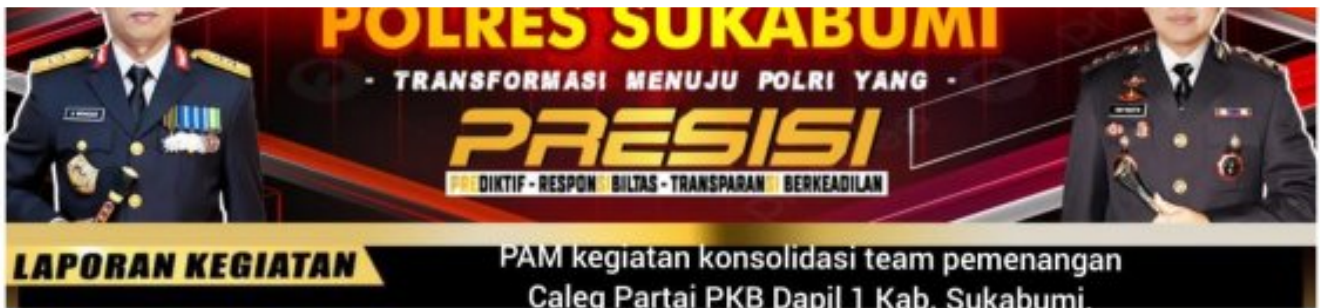 POLRES SUKABUMI
- TRANSFORMASI MENUJU POLRI YANG -
PRESISI
PREDIKTIF - RESPONSIBILTAS - TRANSPARANSI BERKEADILAN
LAPORAN KEGIATAN
PAM kegiatan konsolidasi team pemenangan
Caleg Partai PKB Dapil 1 Kab. Sukabumi